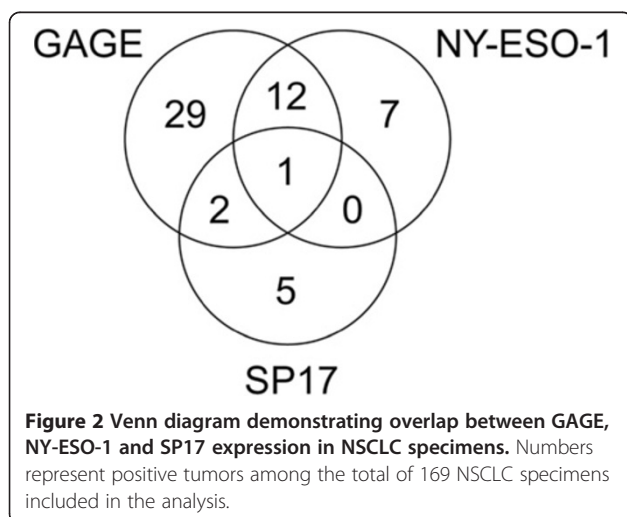 GAGE
NY-ESO-1
29
12
7
1
2
0
5
SP17
Figure 2 Venn diagram demonstrating overlap between GAGE,
NY-ESO-1 and SP17 expression in NSCLC specimens. Numbers
represent positive tumors among the total of 169 NSCLC specimens
included in the analysis.